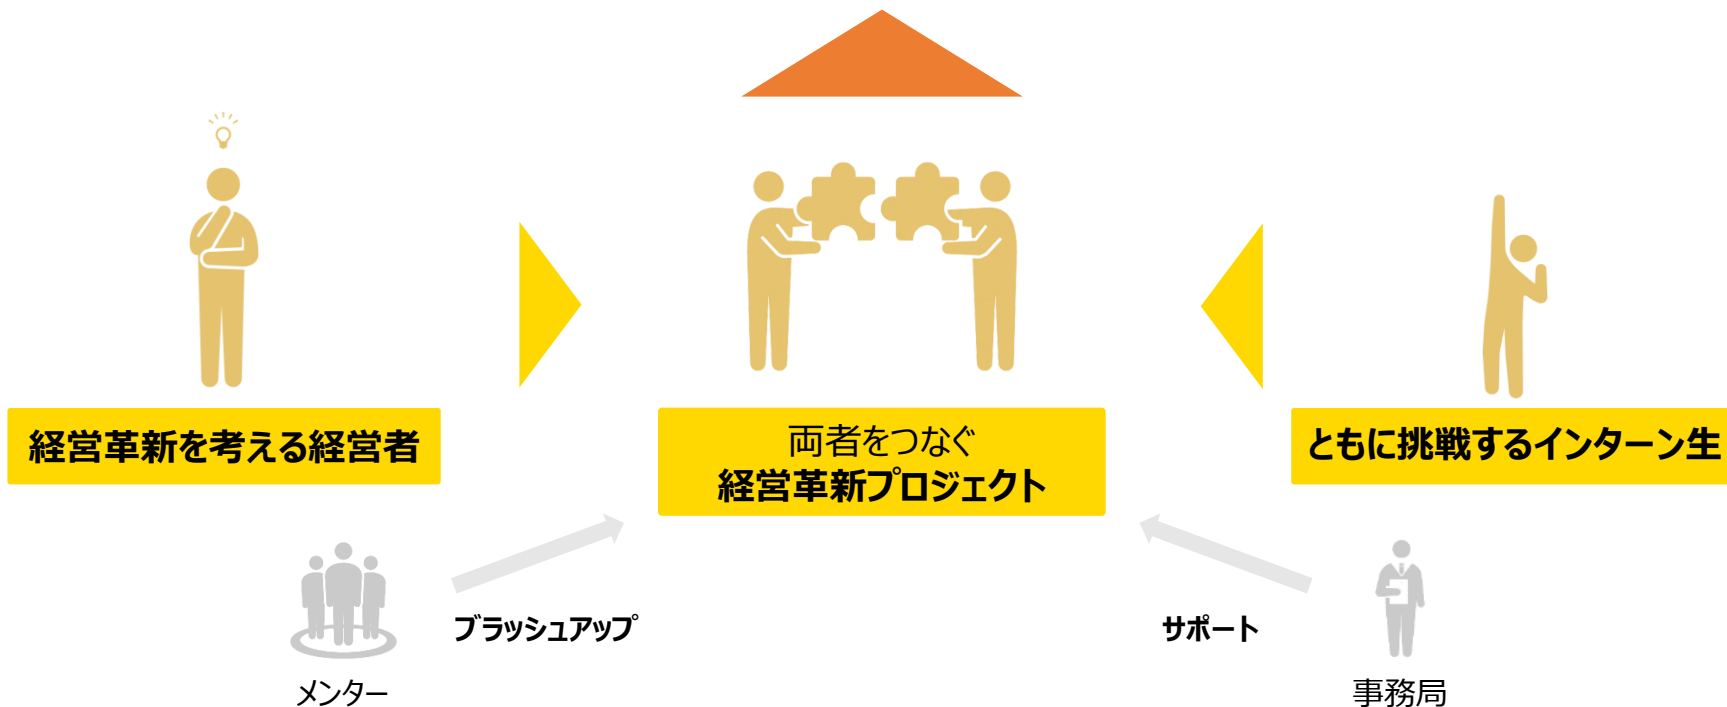 経営革新を考える経営者
両者をつなぐ
経営革新プロジェクト
ともに挑戦するインターン生
ブラッシュアップ
サポート
メンター
事務局